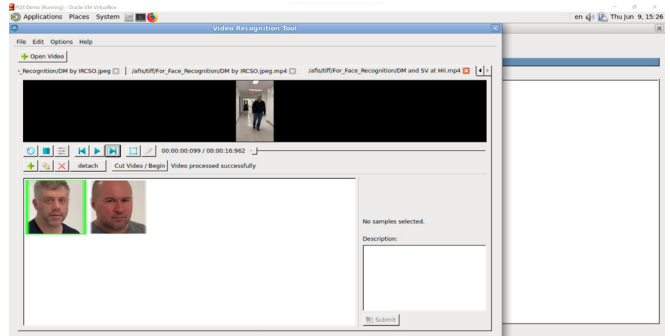 PQ3 Demo [Running] - Oracle VM VirtualBox
Applications Places System en Thu Jun 9, 15:26
Video Recognition Tool
File Edit Options Help
Open Video
_Recognition/DM by IRCSO.jpeg /afis/tiff/For_Face_Recognition/DM by IRCSO.jpeg.mp4 /afis/tiff/For_Face_Recognition/DM and SV at HII.mp4
00:00:00:099 / 00:00:16:962
detach Cut Video / Begin Video processed successfully
No samples selected.
Description:
Submit